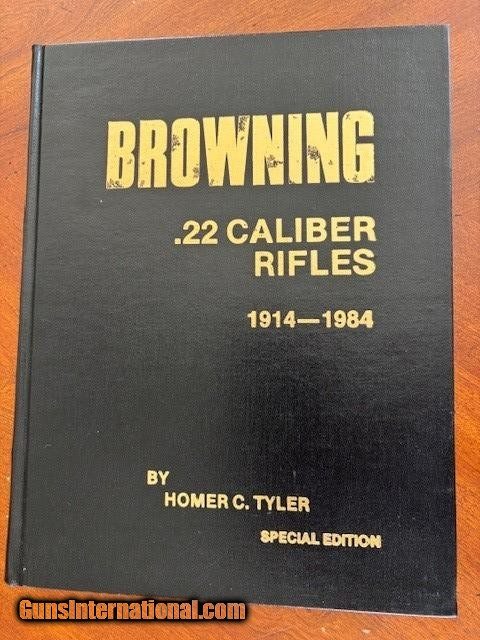 BROWNING
.22 CALIBER
RIFLES
1914—1984
BY
HOMER C. TYLER
SPECIAL EDITION
GunsInternational.com